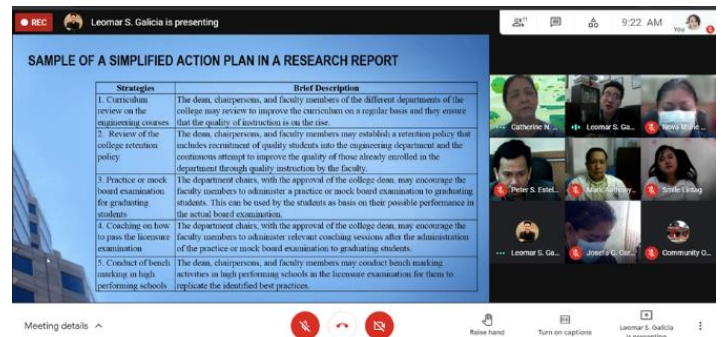 REC
Leomar S. Galicia is presenting
11
9:22 AM
You
SAMPLE OF A SIMPLIFIED ACTION PLAN IN A RESEARCH REPORT
Strategies
Brief Description
1. Curriculum
review on the
engineering courses
The dean, chairpersons, and faculty members of the different departments of the
college may review to improve the curriculum on a regular basis and they ensure
that the quality of instruction is on the rise.
2. Review of the
college retention
policy
The dean, chairpersons, and faculty members may establish a retention policy that
includes recruitment of quality students into the engineering department and the
continuous attempt to improve the quality of those already enrolled in the
department through quality instruction by the faculty.
3. Practice or mock
board examination
for graduating
students
The department chairs, with the approval of the college dean, may encourage the
faculty members to administer a practice or mock board examination to graduating
students. This can be used by the students as basis on their possible performance in
the actual board examination.
4. Coaching on how
to pass the licensure
examination
The department chairs, with the approval of the college dean, may encourage the
faculty members to administer relevant coaching sessions after the administration
of the practice or mock board examination to graduating students.
5. Conduct of bench
marking in high
performing schools
The dean, chairpersons, and faculty members may conduct bench marking
activities in high performing schools in the licensure examination for them to
replicate the identified best practices.
Catherine N. ...
Leomar S. Ga...
Nova Marie ...
Peter S. Estel...
Mark Anthony...
Smile Lintag
Leomar S. Ga...
Josefa G. Car...
Community O...
Meeting details
Raise hand
Turn on captions
Leomar S. Galicia
is presenting